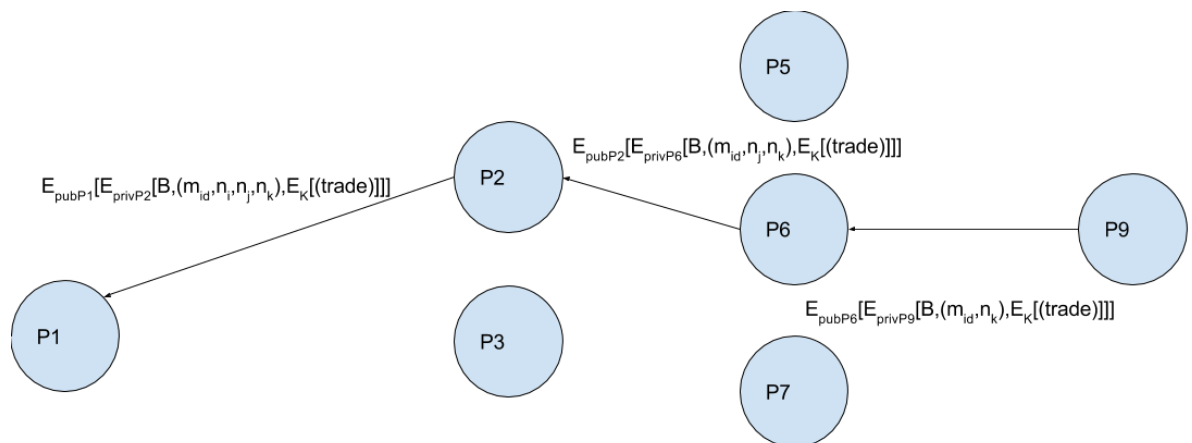 P5
E_pubP2[E_privP6[B,(m_id,n_j,n_k),E_K[(trade)]]]
E_pubP1[E_privP2[B,(m_id,n_i,n_j,n_k),E_K[(trade)]]]
P2
P6
P9
E_pubP6[E_privP9[B,(m_id,n_k),E_K[(trade)]]]
P1
P3
P7